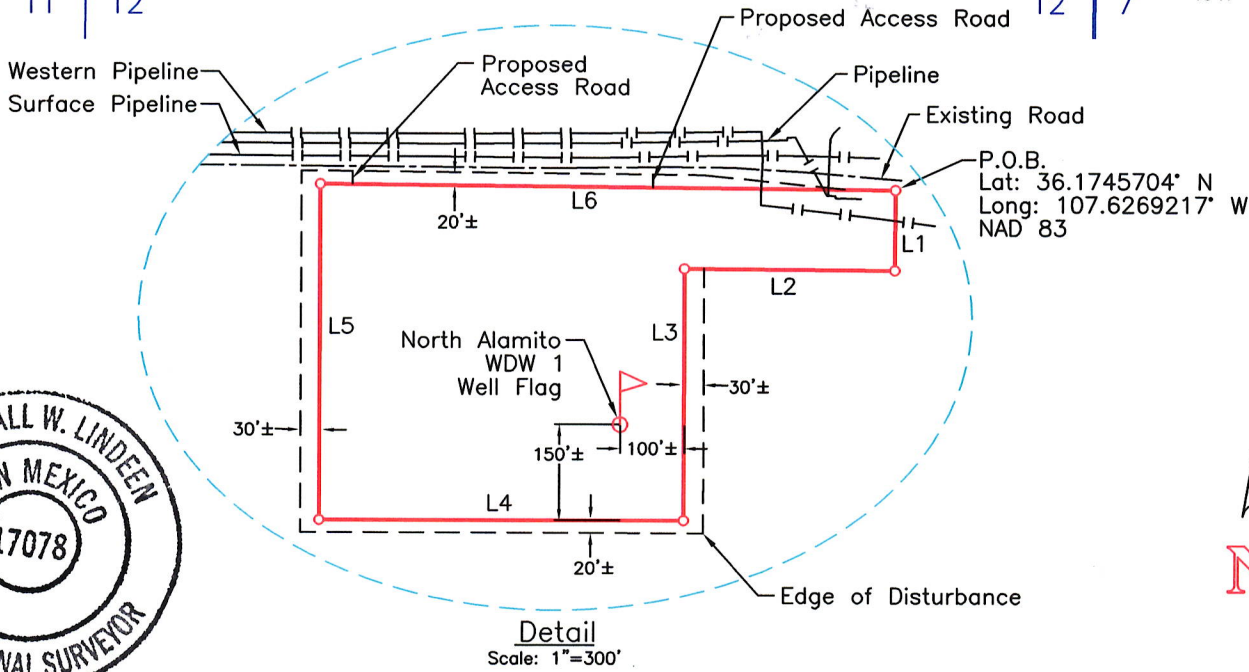 11 12
12 7
Proposed Access Road
Western Pipeline
Surface Pipeline
Proposed
Access Road
Pipeline
Existing Road
P.O.B.
Lat: 36.1745704° N
Long: 107.6269217° W
NAD 83
L6
20'±
L1
L2
L5
L3
North Alamito
WDW 1
Well Flag
30'±
30'±
150'±
100'±
L4
20'±
Edge of Disturbance
Detail
Scale: 1"=300'
ALL W. LINDEEN
MEXICO
17078
SURVEYOR
N